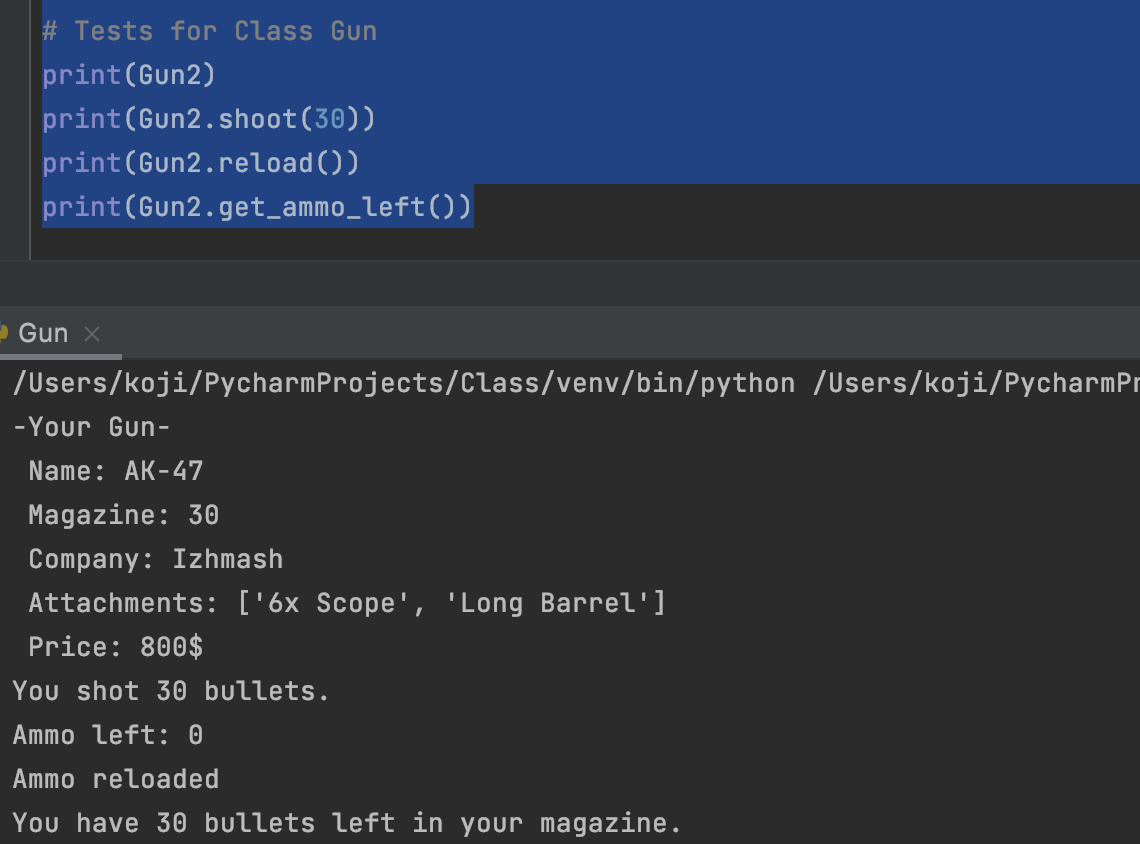 # Tests for Class Gun
print(Gun2)
print(Gun2.shoot(30))
print(Gun2.reload())
print(Gun2.get_ammo_left())
Gun
/Users/koji/PycharmProjects/Class/venv/bin/python /Users/koji/PycharmPr
-Your Gun-
Name: AK-47
Magazine: 30
Company: Izhmash
Attachments: ['6x Scope', 'Long Barrel']
Price: 800$
You shot 30 bullets.
Ammo left: 0
Ammo reloaded
You have 30 bullets left in your magazine.